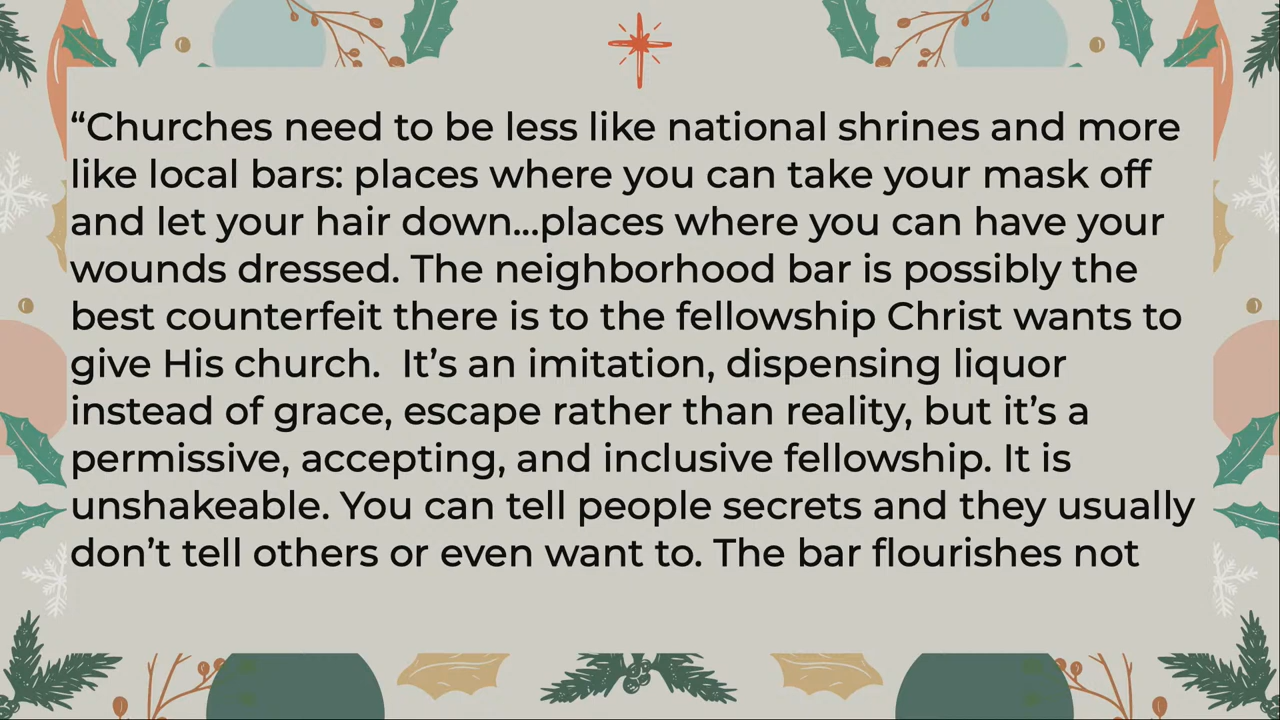 “Churches need to be less like national shrines and more
like local bars: places where you can take your mask off
and let your hair down...places where you can have your
wounds dressed. The neighborhood bar is possibly the
best counterfeit there is to the fellowship Christ wants to
give His church.  It’s an imitation, dispensing liquor
instead of grace, escape rather than reality, but it’s a
permissive, accepting, and inclusive fellowship. It is
unshakeable. You can tell people secrets and they usually
don’t tell others or even want to. The bar flourishes not